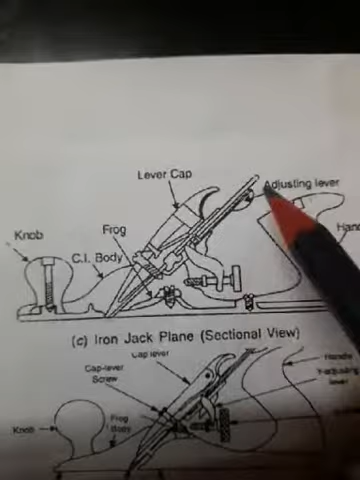 Lever Cap
Adjusting lever
Knob
Frog
Hand
C.I. Body
(c) Iron Jack Plane (Sectional View)
Cap lever
Cap-lever
Screw
Handle
lever
Knob
Frog
Body